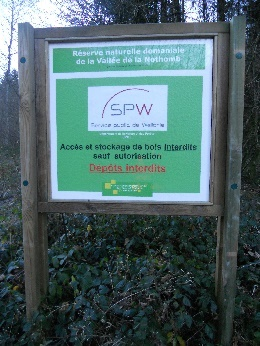 Réserve naturelle domaniale
de la Vallée de la Nothomb
SPW
Service public de Wallonie
Accès et stockage de bois interdits
sauf autorisation
Dépôts interdits